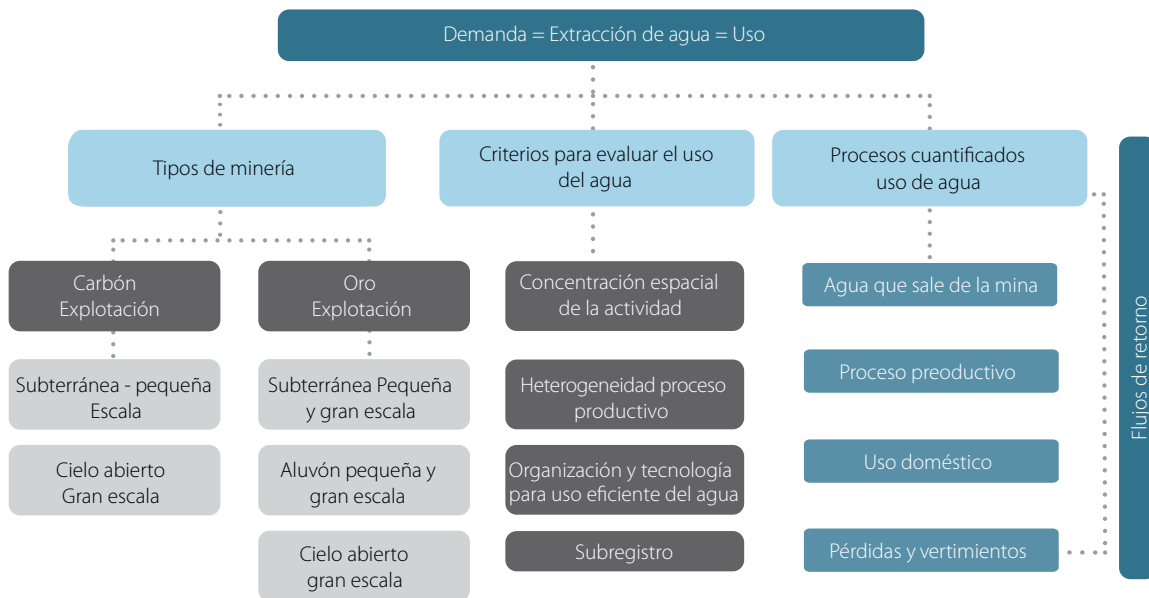 Demanda = Extracción de agua = Uso
Tipos de minería
Criterios para evaluar el uso
del agua
Procesos cuantificados
uso de agua
Carbón
Explotación
Oro
Explotación
Concentración espacial
de la actividad
Agua que sale de la mina
Subterránea - pequeña
Escala
Subterránea Pequeña
y gran escala
Heterogeneidad proceso
productivo
Proceso preoductivo
Cielo abierto
Gran escala
Aluvón pequeña y
gran escala
Organización y tecnología
para uso eficiente del agua
Uso doméstico
Cielo abierto
gran escala
Subregistro
Pérdidas y vertimientos
Flujos de retorno